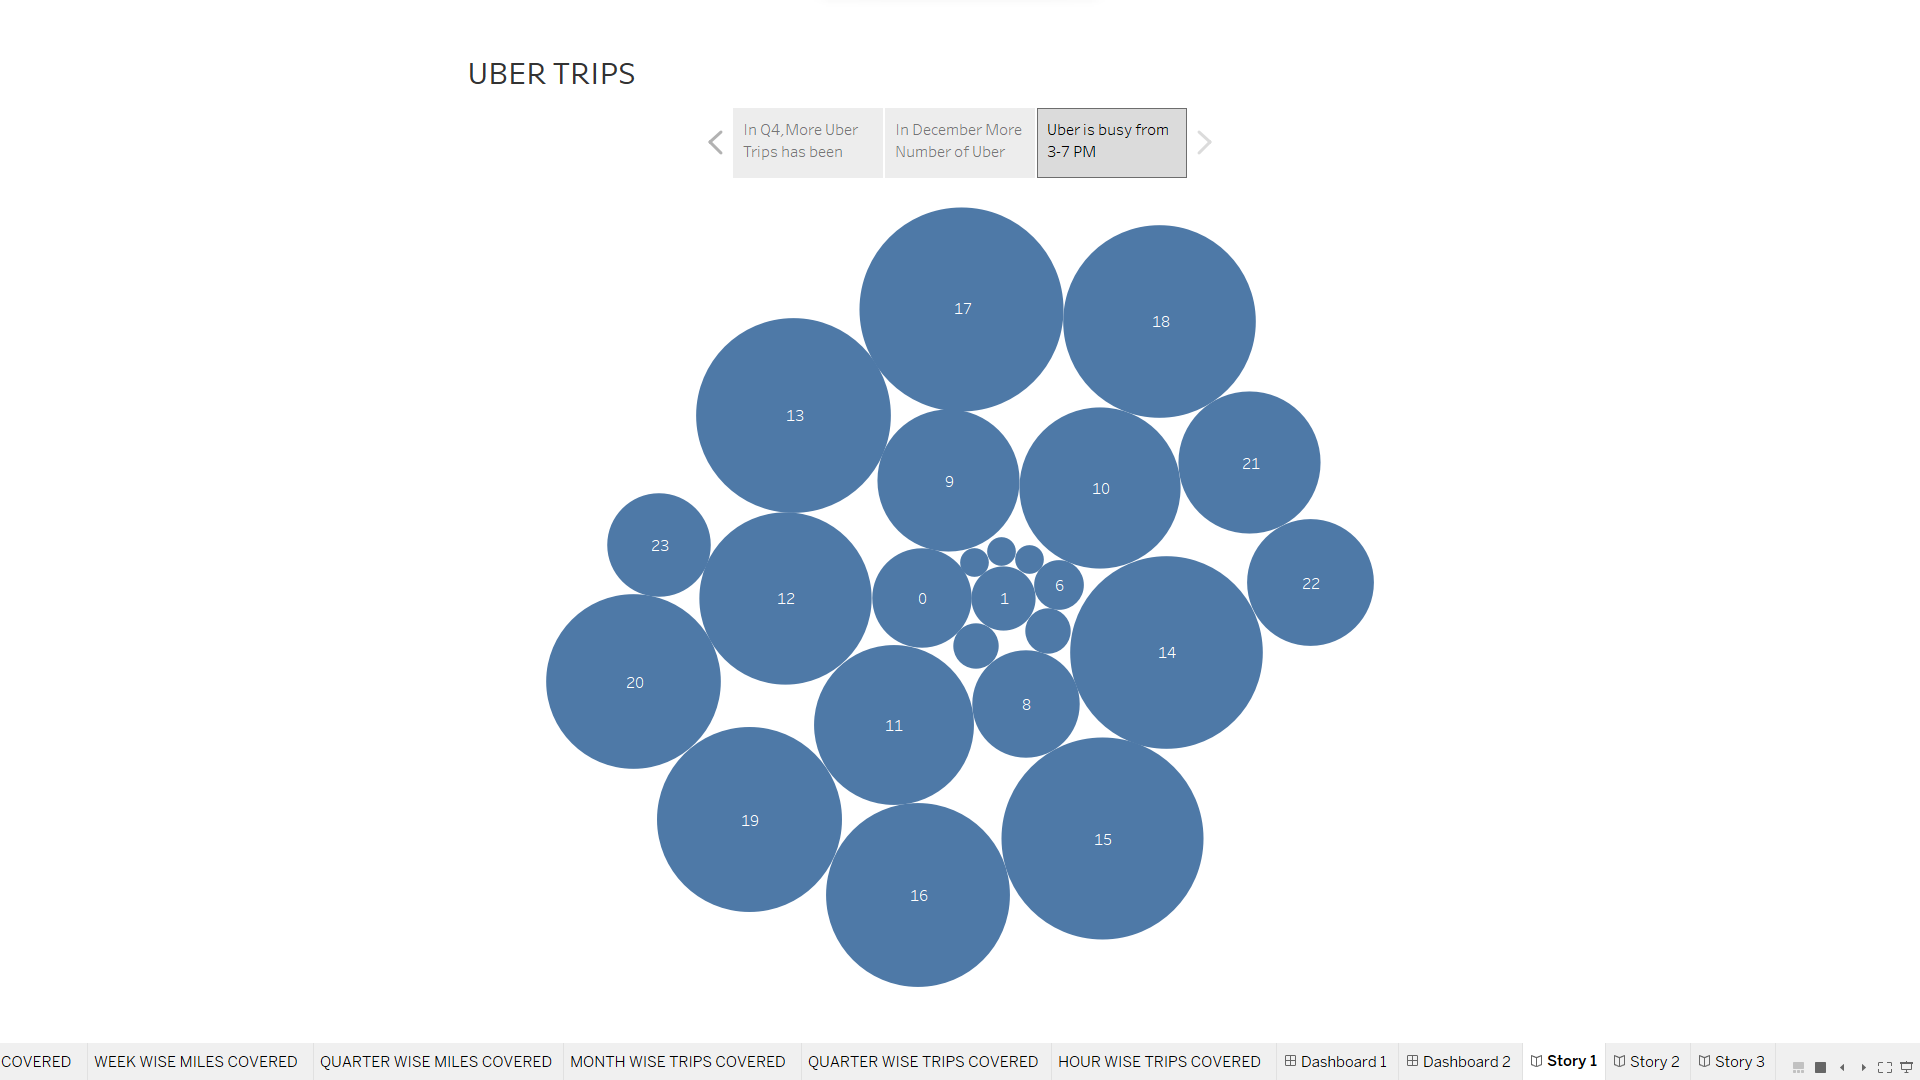 UBER TRIPS
In Q4,More Uber
Trips has been
In December More
Number of Uber
Uber is busy from
3-7 PM
17
18
13
21
9
10
23
22
6
12
0
1
14
20
8
11
19
15
16
COVERED
WEEK WISE MILES COVERED
QUARTER WISE MILES COVERED
MONTH WISE TRIPS COVERED
QUARTER WISE TRIPS COVERED
HOUR WISE TRIPS COVERED
Dashboard 1
Dashboard 2
Story 1
Story 2
Story 3